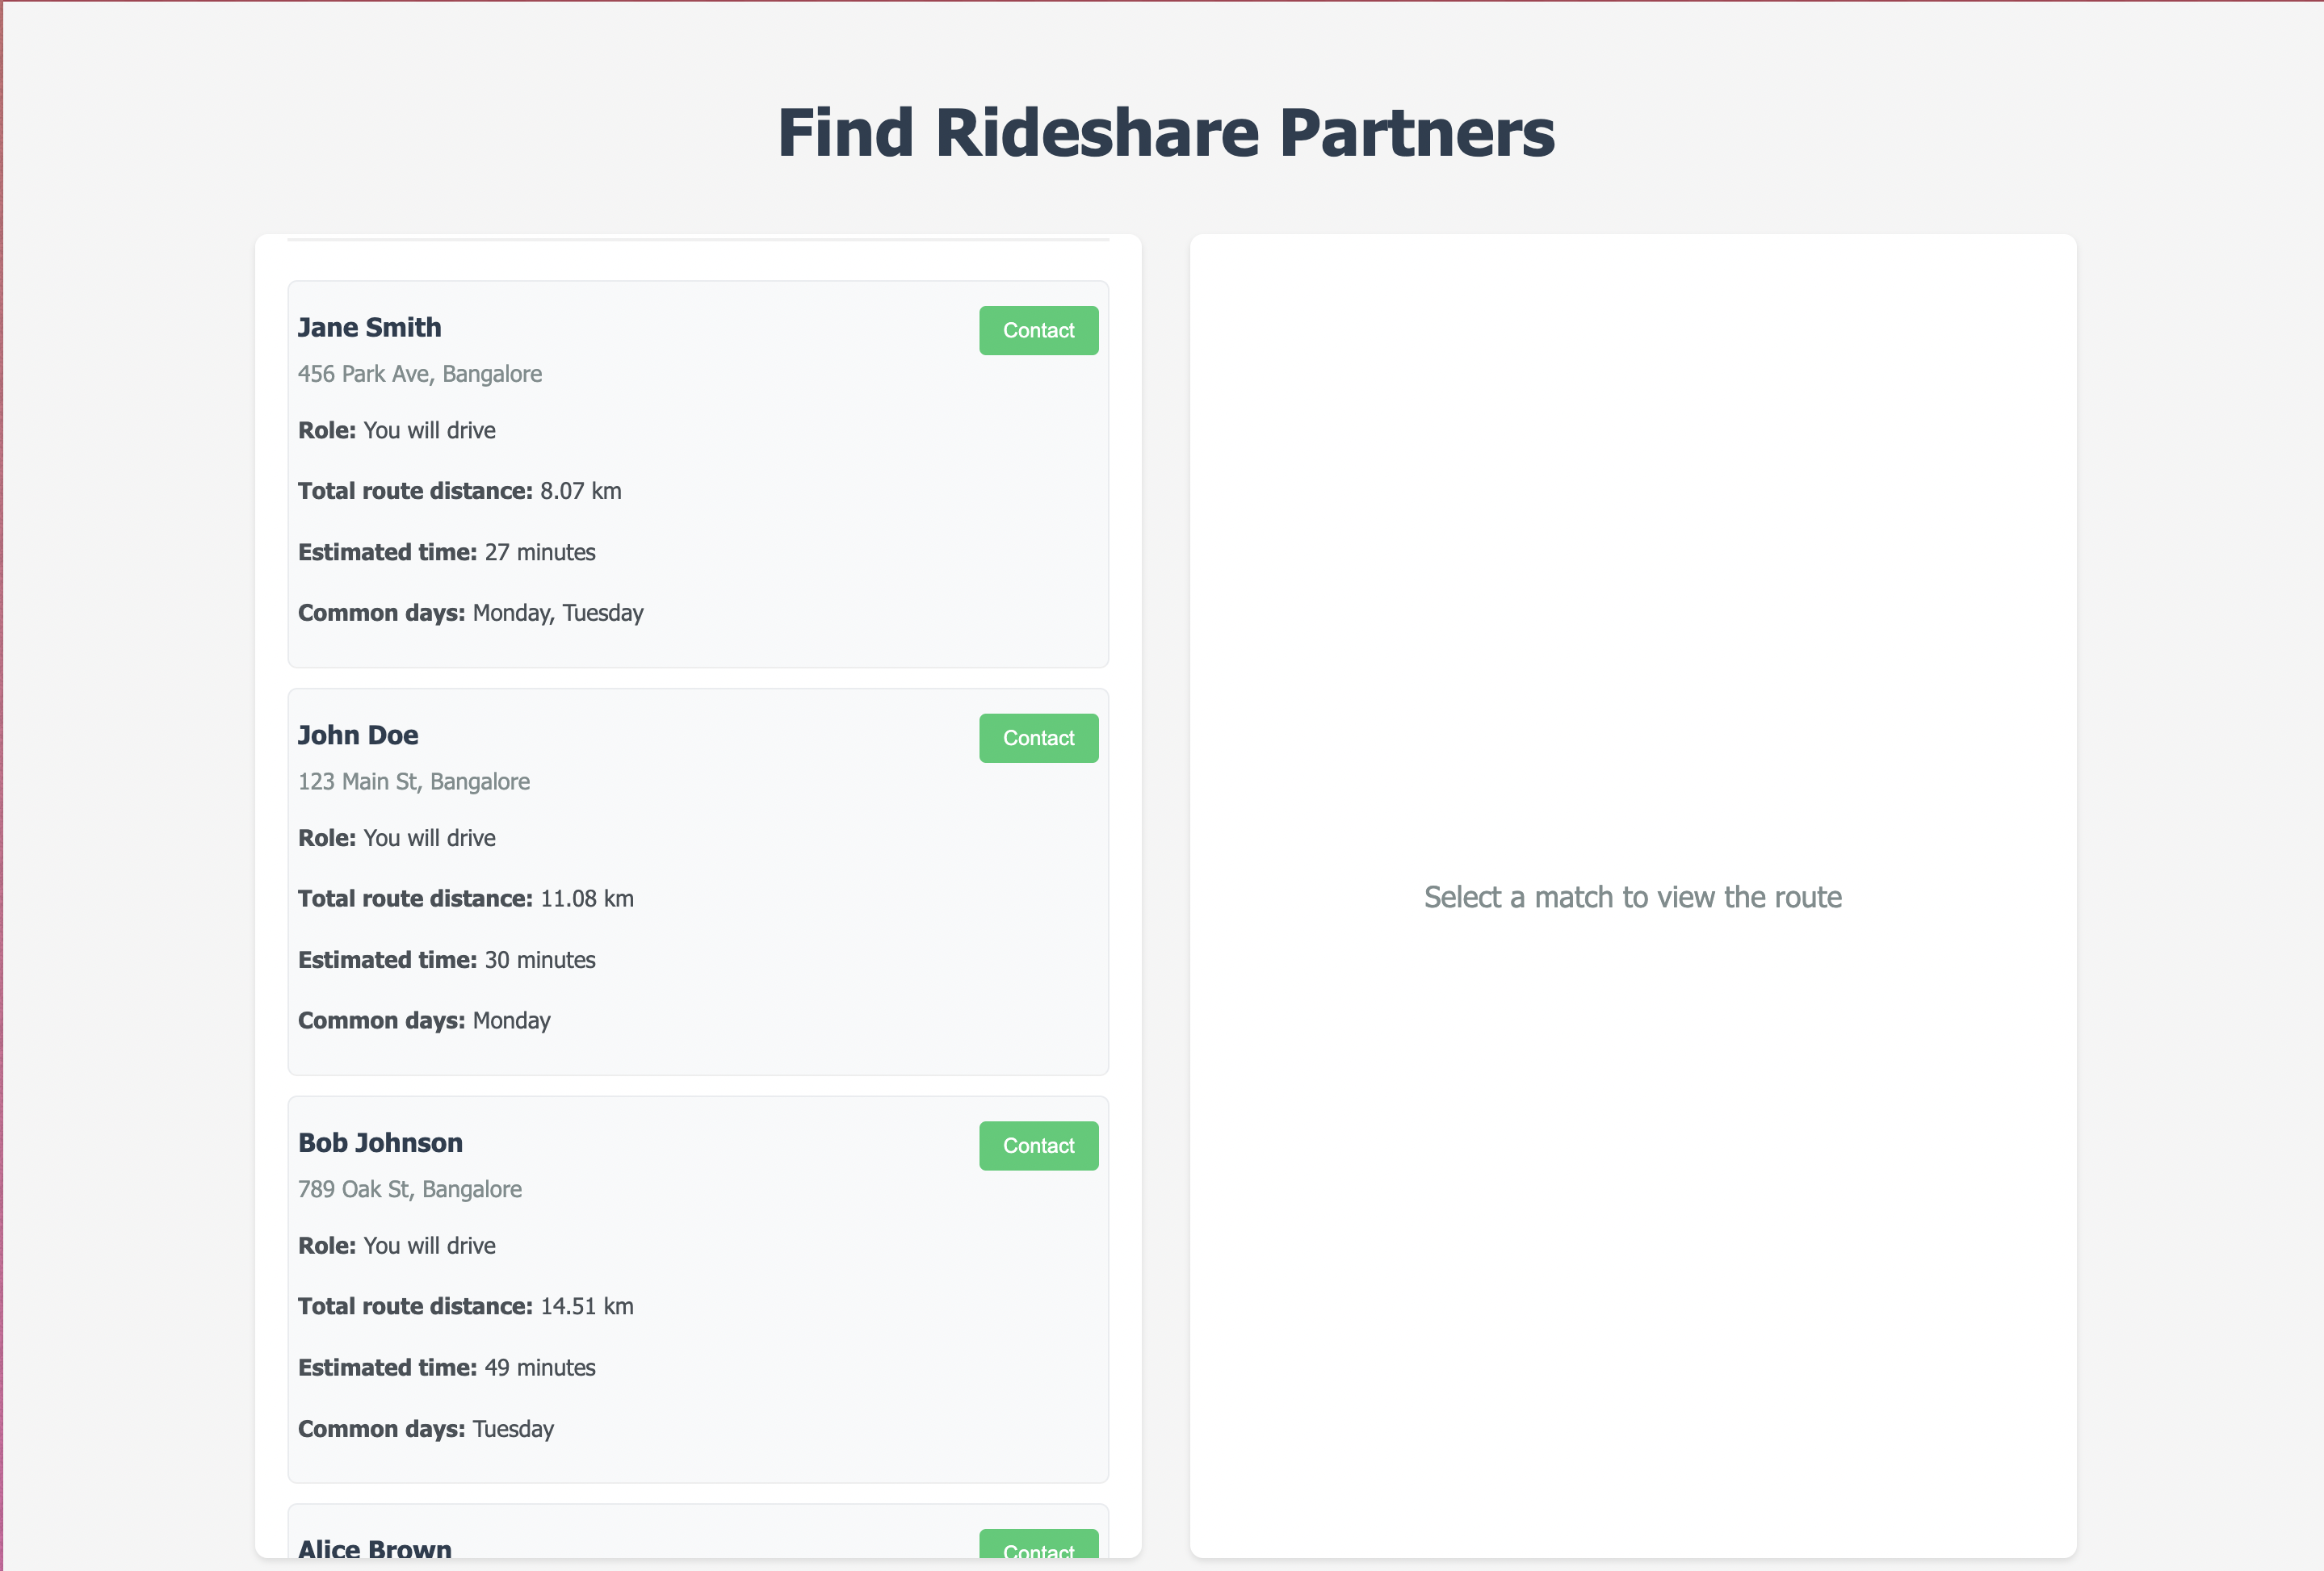 Find Rideshare Partners
Jane Smith
Contact
456 Park Ave, Bangalore
Role: You will drive
Total route distance: 8.07 km
Estimated time: 27 minutes
Common days: Monday, Tuesday
John Doe
Contact
123 Main St, Bangalore
Role: You will drive
Total route distance: 11.08 km
Estimated time: 30 minutes
Common days: Monday
Bob Johnson
Contact
789 Oak St, Bangalore
Role: You will drive
Total route distance: 14.51 km
Estimated time: 49 minutes
Common days: Tuesday
Alice Brown
Contact
Select a match to view the route